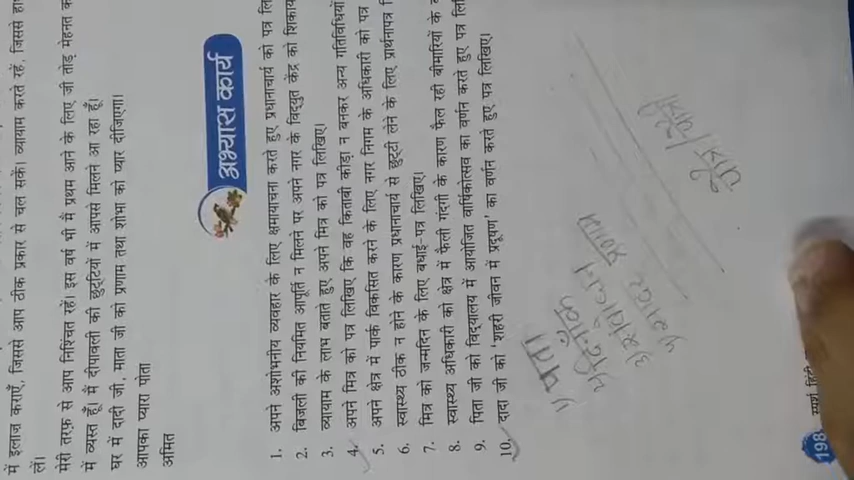 में इलाज कराएँ, जिससे आप ठीक प्रकार से चल सकें। व्यायाम करते रहें, जिससे
लें।
मेरी तरफ़ से आप निश्चिंत रहें। इस वर्ष भी मैं प्रथम आने के लिए जी तोड़ मेहनत
में व्यस्त हूँ। मैं दीपावली की छुट्टियों में आपसे मिलने आ रहा हूँ।
घर में दादी जी, माता जी को प्रणाम तथा शोभा को प्यार दीजिएगा।
आपका प्यारा पोता
अमित
अभ्यास कार्य
1. अपने अशोभनीय व्यवहार के लिए क्षमायाचना करते हुए प्रधानाचार्य को पत्र
2. बिजली की नियमित आपूर्ति न मिलने पर अपने नगर के विद्युत केंद्र को
3. व्यायाम के लाभ बताते हुए अपने मित्र को पत्र लिखिए।
4. अपने मित्र को पत्र लिखिए कि वह किताबी कीड़ा न बनकर अन्य गतिविधियों
5. अपने क्षेत्र में पार्क विकसित करने के लिए नगर निगम के अधिकारी को पत्र
6. स्वास्थ्य ठीक न होने के कारण प्रधानाचार्य से छुट्टी लेने के लिए प्रार्थनापत्र
7. मित्र को जन्मदिन के लिए बधाई-पत्र लिखिए।
8. स्वास्थ्य अधिकारी को क्षेत्र में फैली गंदगी के कारण फैल रही बीमारियों के
9. पिता जी को विद्यालय में आयोजित वार्षिकोत्सव का वर्णन करते हुए पत्र
10. दादा जी को 'शहरी जीवन में प्रदूषण' का वर्णन करते हुए पत्र लिखिए।
पता
दिनाँक
सादर प्रणाम
198